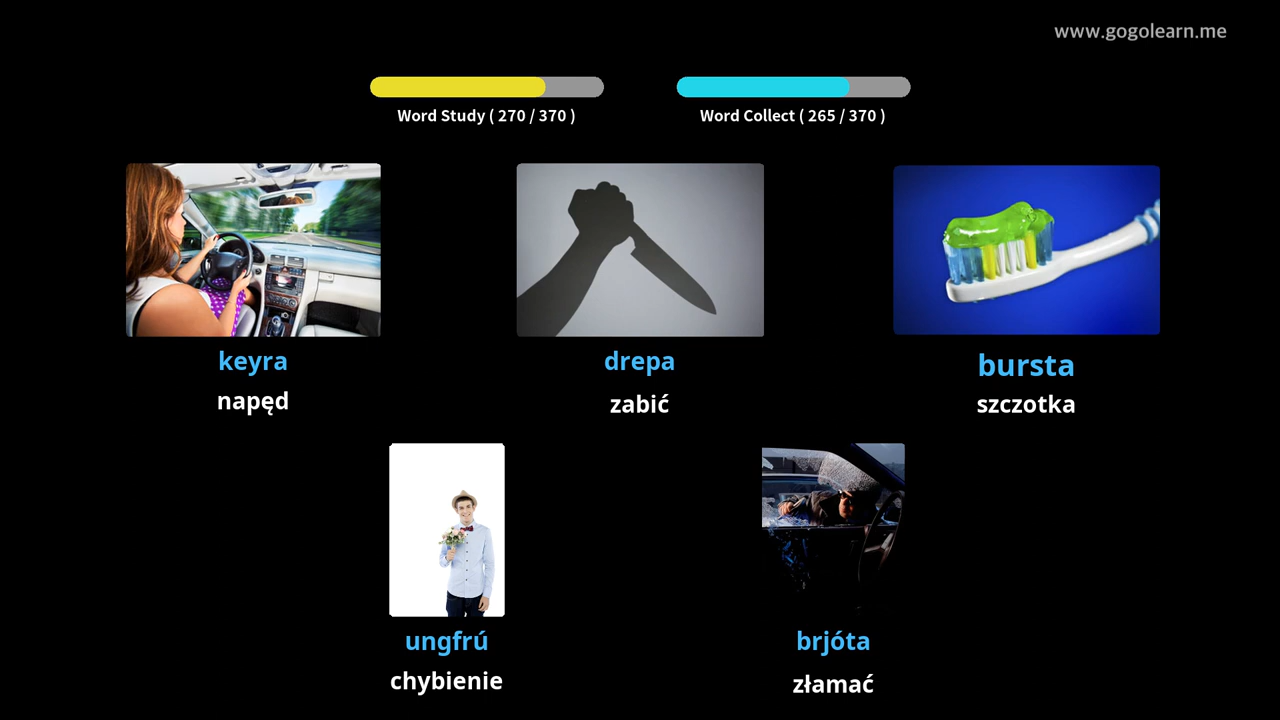 www.gogolearn.me
Word Study ( 270 / 370 )
Word Collect ( 265 / 370 )
keyra
napęd
drepa
zabić
bursta
szczotka
ungfrú
chybienie
brjóta
złamać